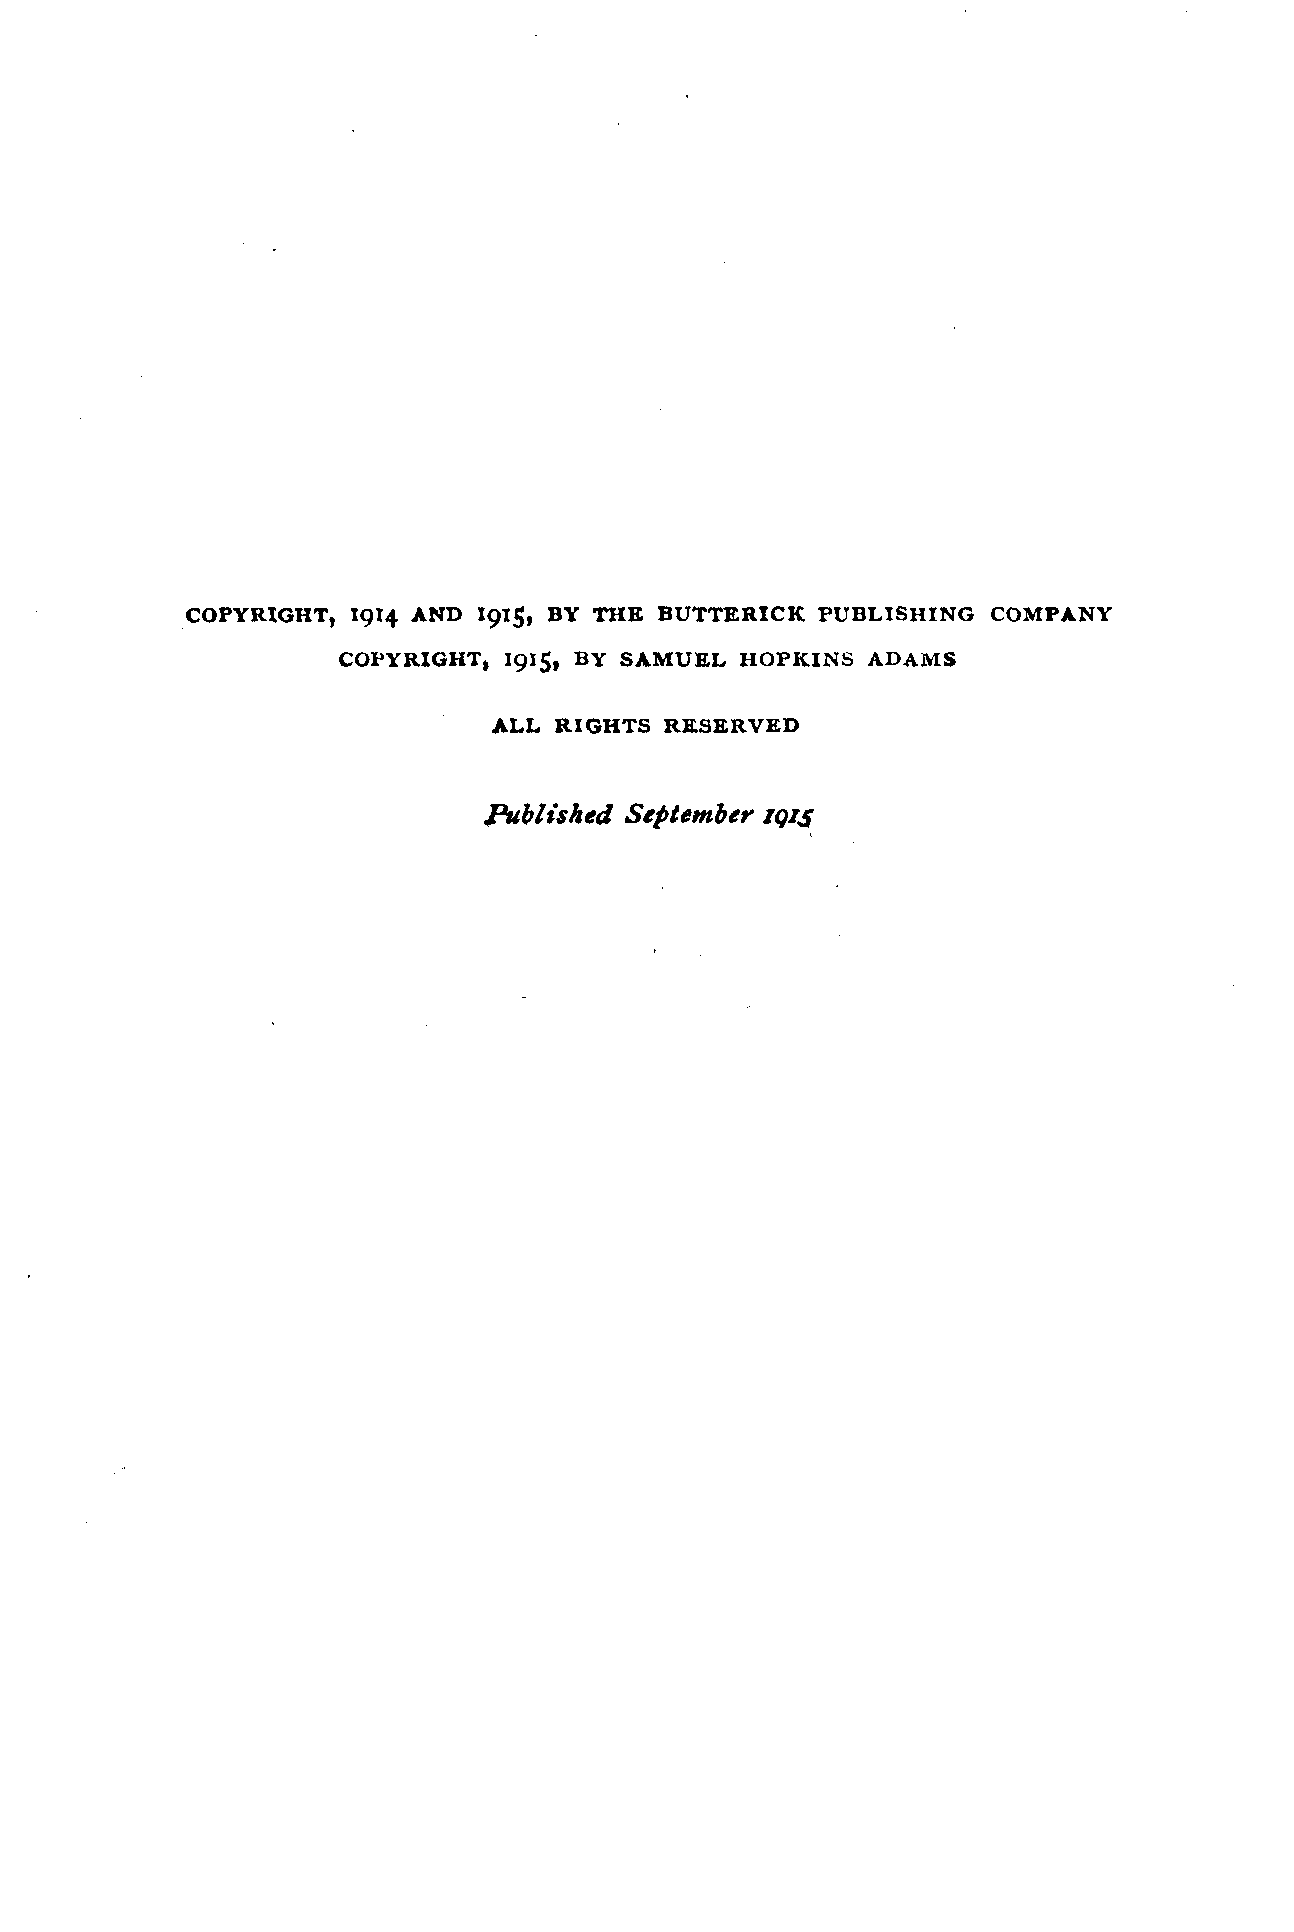 COPYRIGHT, 1914 AND 1915, BY THE BUTTERICK PUBLISHING COMPANY
COPYRIGHT, 1915, BY SAMUEL HOPKINS ADAMS
ALL RIGHTS RESERVED
Published September 1915